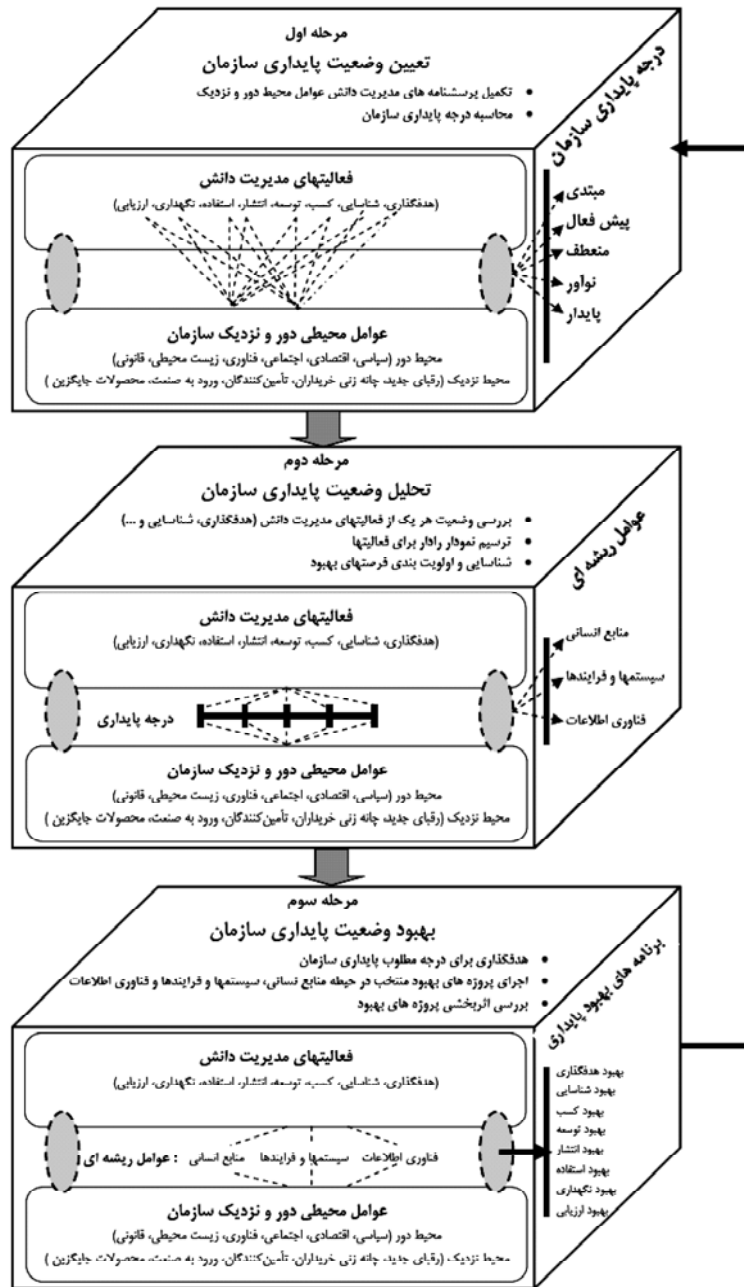 مرحله اول
تعیین وضعیت پایداری سازمان
تکمیل پرسشنامه های مدیریت دانش عوامل محیط دور و نزدیک
محاسبه درجه پایداری سازمان
فعالیتهای مدیریت دانش
(هدفگذاری، شناسایی، کسب، توسعه، انتشار، استفاده، نگهداری، ارزیابی)
عوامل محیطی دور و نزدیک سازمان
محیط دور (سیاسی، اقتصادی، اجتماعی، فناوری، زیست محیطی، قانونی)
محیط نزدیک (رقبای جدید، چانه زنی خریداران، تأمین‌کنندگان، ورود به صنعت، محصولات جایگزین )
درجه پایداری سازمان
مبتدی
پیش فعال
منعطف
نوآور
پایدار
مرحله دوم
تحلیل وضعیت پایداری سازمان
بررسی وضعیت هر یک از فعالیتهای مدیریت دانش (هدفگذاری، شناسایی و ...)
ترسیم نمودار رادار برای فعالیتها
شناسایی و اولویت بندی فرصتهای بهبود
فعالیتهای مدیریت دانش
(هدفگذاری، شناسایی، کسب، توسعه، انتشار، استفاده، نگهداری، ارزیابی)
درجه پایداری
عوامل محیطی دور و نزدیک سازمان
محیط دور (سیاسی، اقتصادی، اجتماعی، فناوری، زیست محیطی، قانونی)
محیط نزدیک (رقبای جدید، چانه زنی خریداران، تأمین‌کنندگان، ورود به صنعت، محصولات جایگزین )
عوامل ریشه ای
منابع انسانی
سیستمها و فرایندها
فناوری اطلاعات
مرحله سوم
بهبود وضعیت پایداری سازمان
هدفگذاری برای درجه مطلوب پایداری سازمان
اجرای پروژه های بهبود منتخب در حیطه منابع نسانی، سیستمها و فرایندها و فناوری اطلاعات
بررسی اثربخشی پروژه های بهبود
فعالیتهای مدیریت دانش
(هدفگذاری، شناسایی، کسب، توسعه، انتشار، استفاده، نگهداری، ارزیابی)
عوامل ریشه ای : منابع انسانی سیستمها و فرایندها فناوری اطلاعات
عوامل محیطی دور و نزدیک سازمان
محیط دور (سیاسی، اقتصادی، اجتماعی، فناوری، زیست محیطی، قانونی)
محیط نزدیک (رقبای جدید، چانه زنی خریداران، تأمین‌کنندگان، ورود به صنعت، محصولات جایگزین )
برنامه های بهبود پایداری
بهبود هدفگذاری
بهبود شناسایی
بهبود کسب
بهبود توسعه
بهبود انتشار
بهبود استفاده
بهبود نگهداری
بهبود ارزیابی